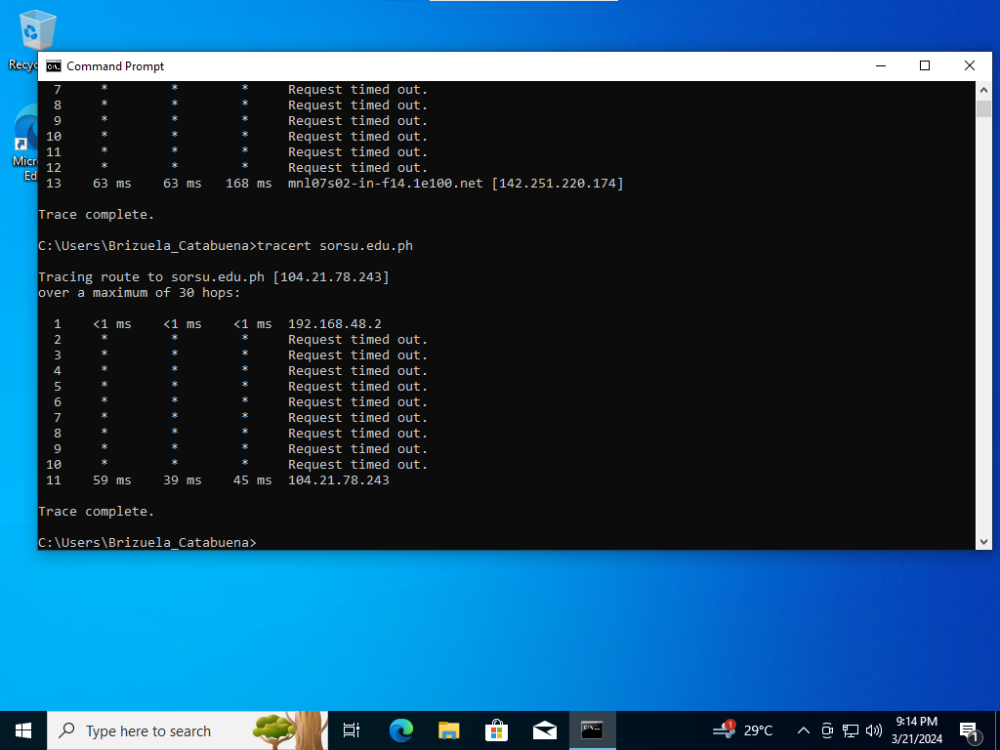 Recyc
Micr
Ed
Command Prompt
7 * * * Request timed out.
8 * * * Request timed out.
9 * * * Request timed out.
10 * * * Request timed out.
11 * * * Request timed out.
12 * * * Request timed out.
13 63 ms 63 ms 168 ms mnl07s02-in-f14.1e100.net [142.251.220.174]
Trace complete.
C:\Users\Brizuela_Catabuena>tracert sorsu.edu.ph
Tracing route to sorsu.edu.ph [104.21.78.243]
over a maximum of 30 hops:
1 <1 ms <1 ms <1 ms 192.168.48.2
2 * * * Request timed out.
3 * * * Request timed out.
4 * * * Request timed out.
5 * * * Request timed out.
6 * * * Request timed out.
7 * * * Request timed out.
8 * * * Request timed out.
9 * * * Request timed out.
10 * * * Request timed out.
11 59 ms 39 ms 45 ms 104.21.78.243
Trace complete.
C:\Users\Brizuela_Catabuena>
Type here to search
1
29°C
9:14 PM
3/21/2024
1